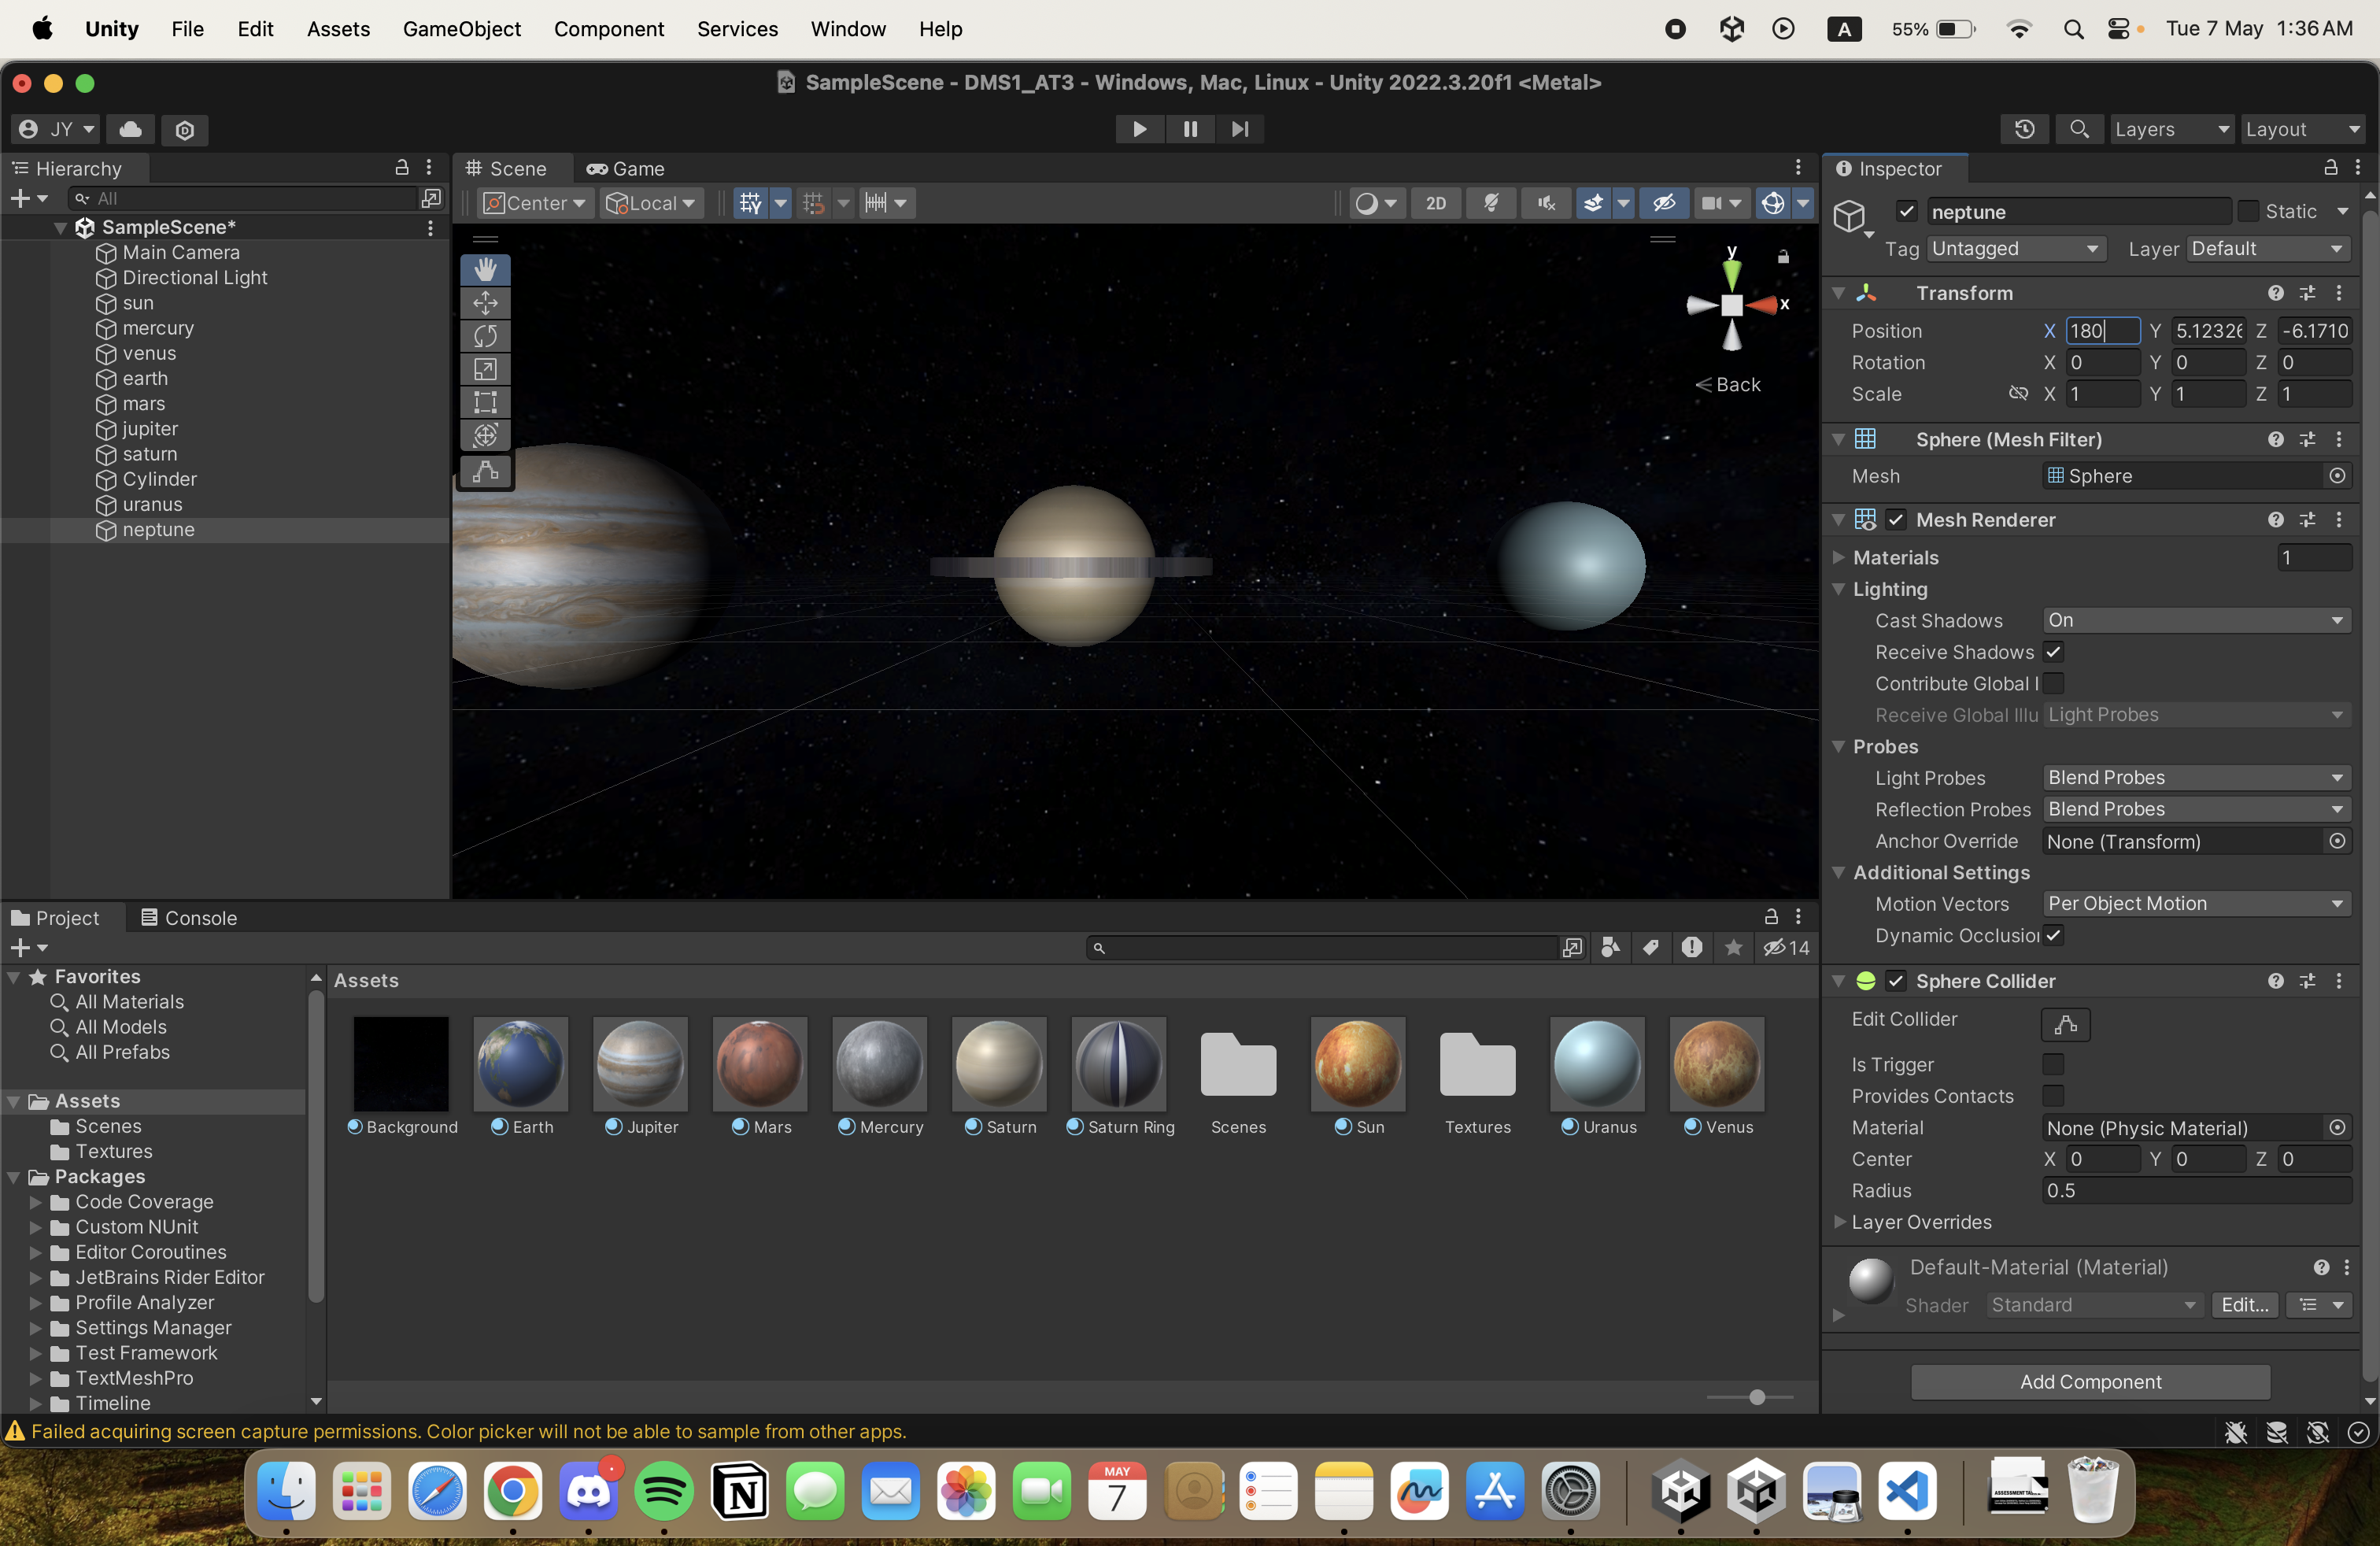 Unity File Edit Assets GameObject Component Services Window Help A 55% Tue 7 May 1:36 AM
SampleScene - DMS1_AT3 - Windows, Mac, Linux - Unity 2022.3.20f1 <Metal>
JY Layers Layout
Hierarchy
All
SampleScene*
Main Camera
Directional Light
sun
mercury
venus
earth
mars
jupiter
saturn
Cylinder
uranus
neptune
Scene Game
Center Local 2D
y
x
Back
Inspector
neptune Static
Tag Untagged Layer Default
Transform
Position X 180 Y 5.12326 Z -6.1710
Rotation X 0 Y 0 Z 0
Scale X 1 Y 1 Z 1
Sphere (Mesh Filter)
Mesh Sphere
Mesh Renderer
Materials 1
Lighting
Cast Shadows On
Receive Shadows
Contribute Global I
Receive Global Illu Light Probes
Probes
Light Probes Blend Probes
Reflection Probes Blend Probes
Anchor Override None (Transform)
Additional Settings
Motion Vectors Per Object Motion
Dynamic Occlusion
Sphere Collider
Edit Collider
Is Trigger
Provides Contacts
Material None (Physic Material)
Center X 0 Y 0 Z 0
Radius 0.5
Layer Overrides
Default-Material (Material)
Shader Standard Edit...
Add Component
Project Console
14
Favorites
All Materials
All Models
All Prefabs
Assets
Scenes
Textures
Packages
Code Coverage
Custom NUnit
Editor Coroutines
JetBrains Rider Editor
Profile Analyzer
Settings Manager
Test Framework
TextMeshPro
Timeline
Assets
Background Earth Jupiter Mars Mercury Saturn Saturn Ring Scenes Sun Textures Uranus Venus
Failed acquiring screen capture permissions. Color picker will not be able to sample from other apps.
MAY
7